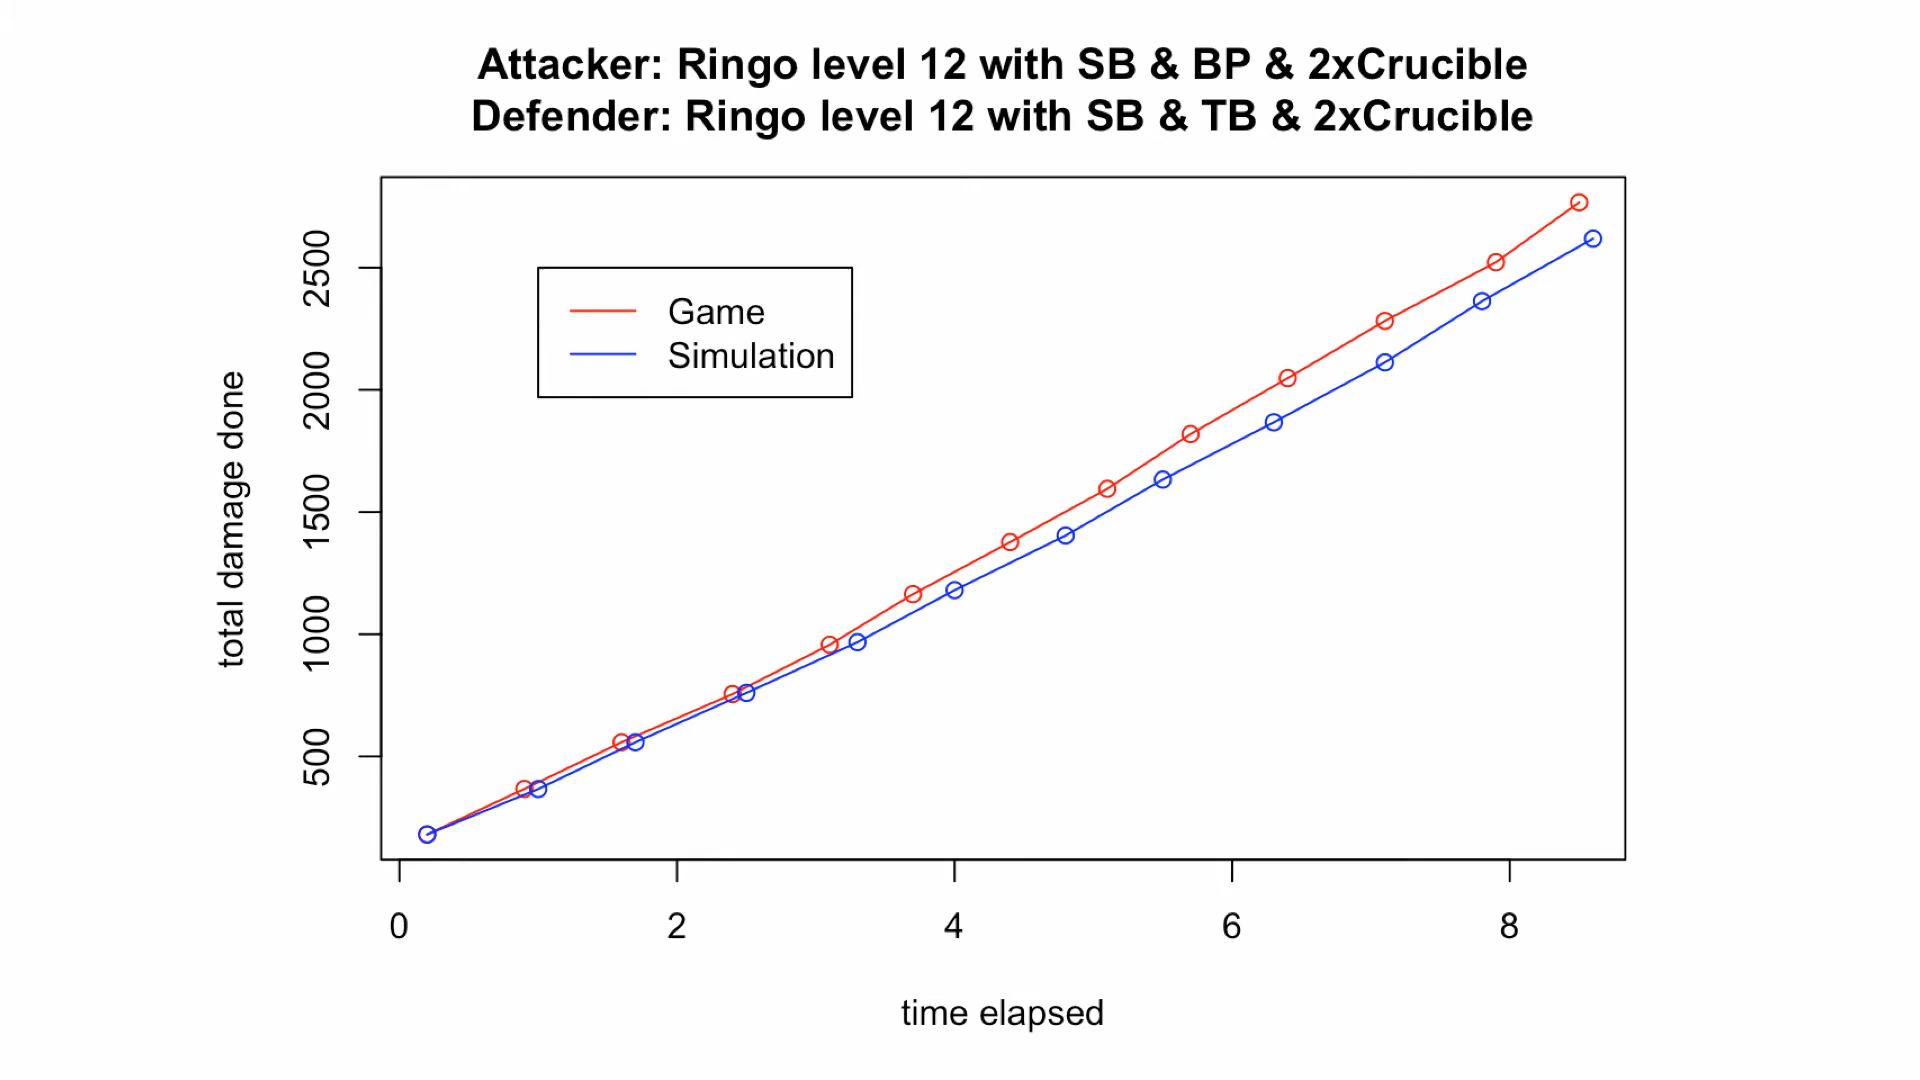 Attacker: Ringo level 12 with SB & BP & 2xCrucible
Defender: Ringo level 12 with SB & TB & 2xCrucible
Game
Simulation
total damage done
2500
2000
1500
1000
500
0 2 4 6 8
time elapsed